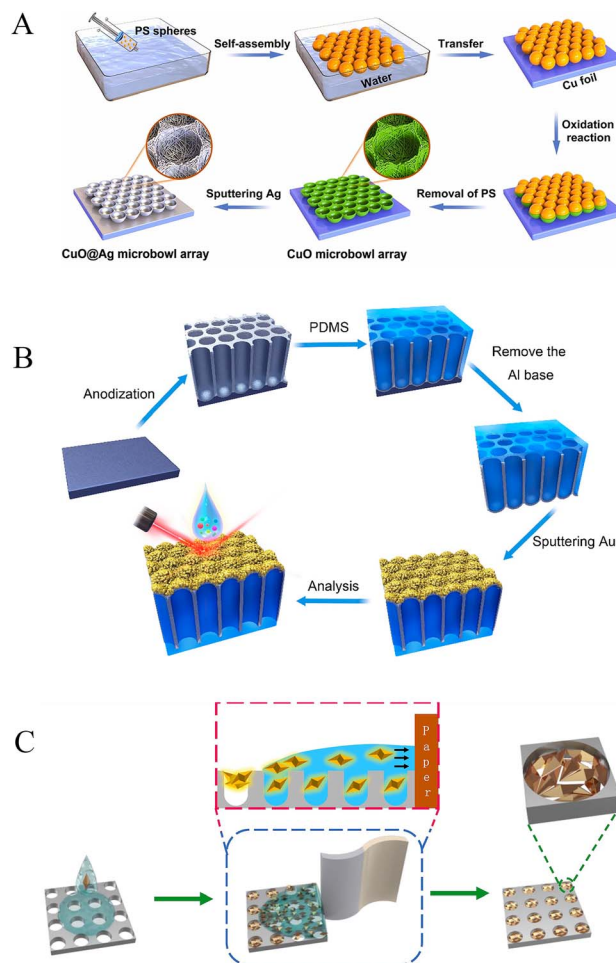 A
PS spheres
Self-assembly
Water
Transfer
Cu foil
Oxidation
reaction
Removal of PS
CuO microbowl array
Sputtering Ag
CuO@Ag microbowl array
B
Anodization
PDMS
Remove the
Al base
Sputtering Au
Analysis
C
Paper